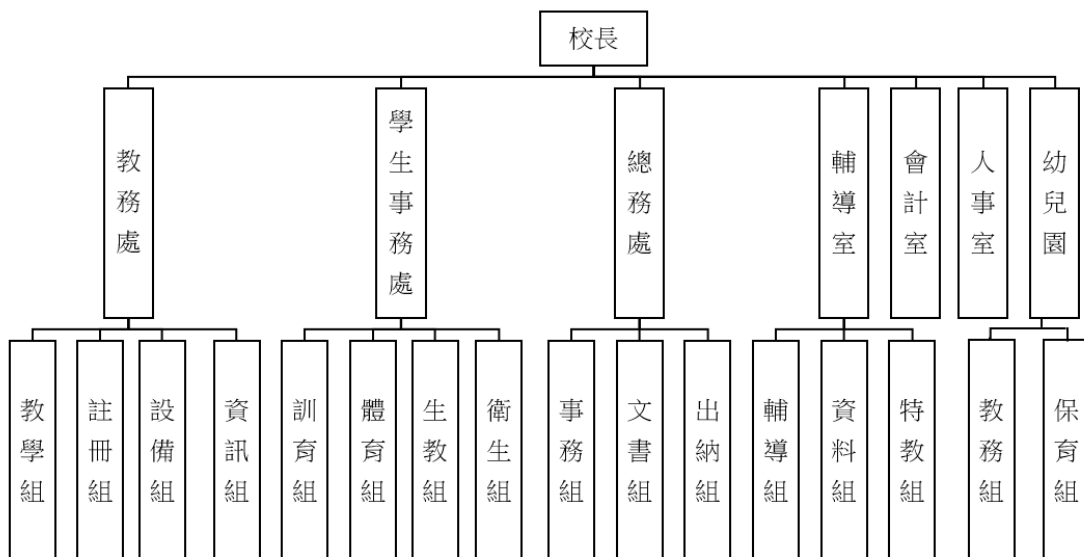 校長
教務處
學生事務處
總務處
輔導室
會計室
人事室
幼兒園
教學組
註冊組
設備組
資訊組
訓育組
體育組
生教組
衛生組
事務組
文書組
出納組
輔導組
資料組
特教組
教務組
保育組